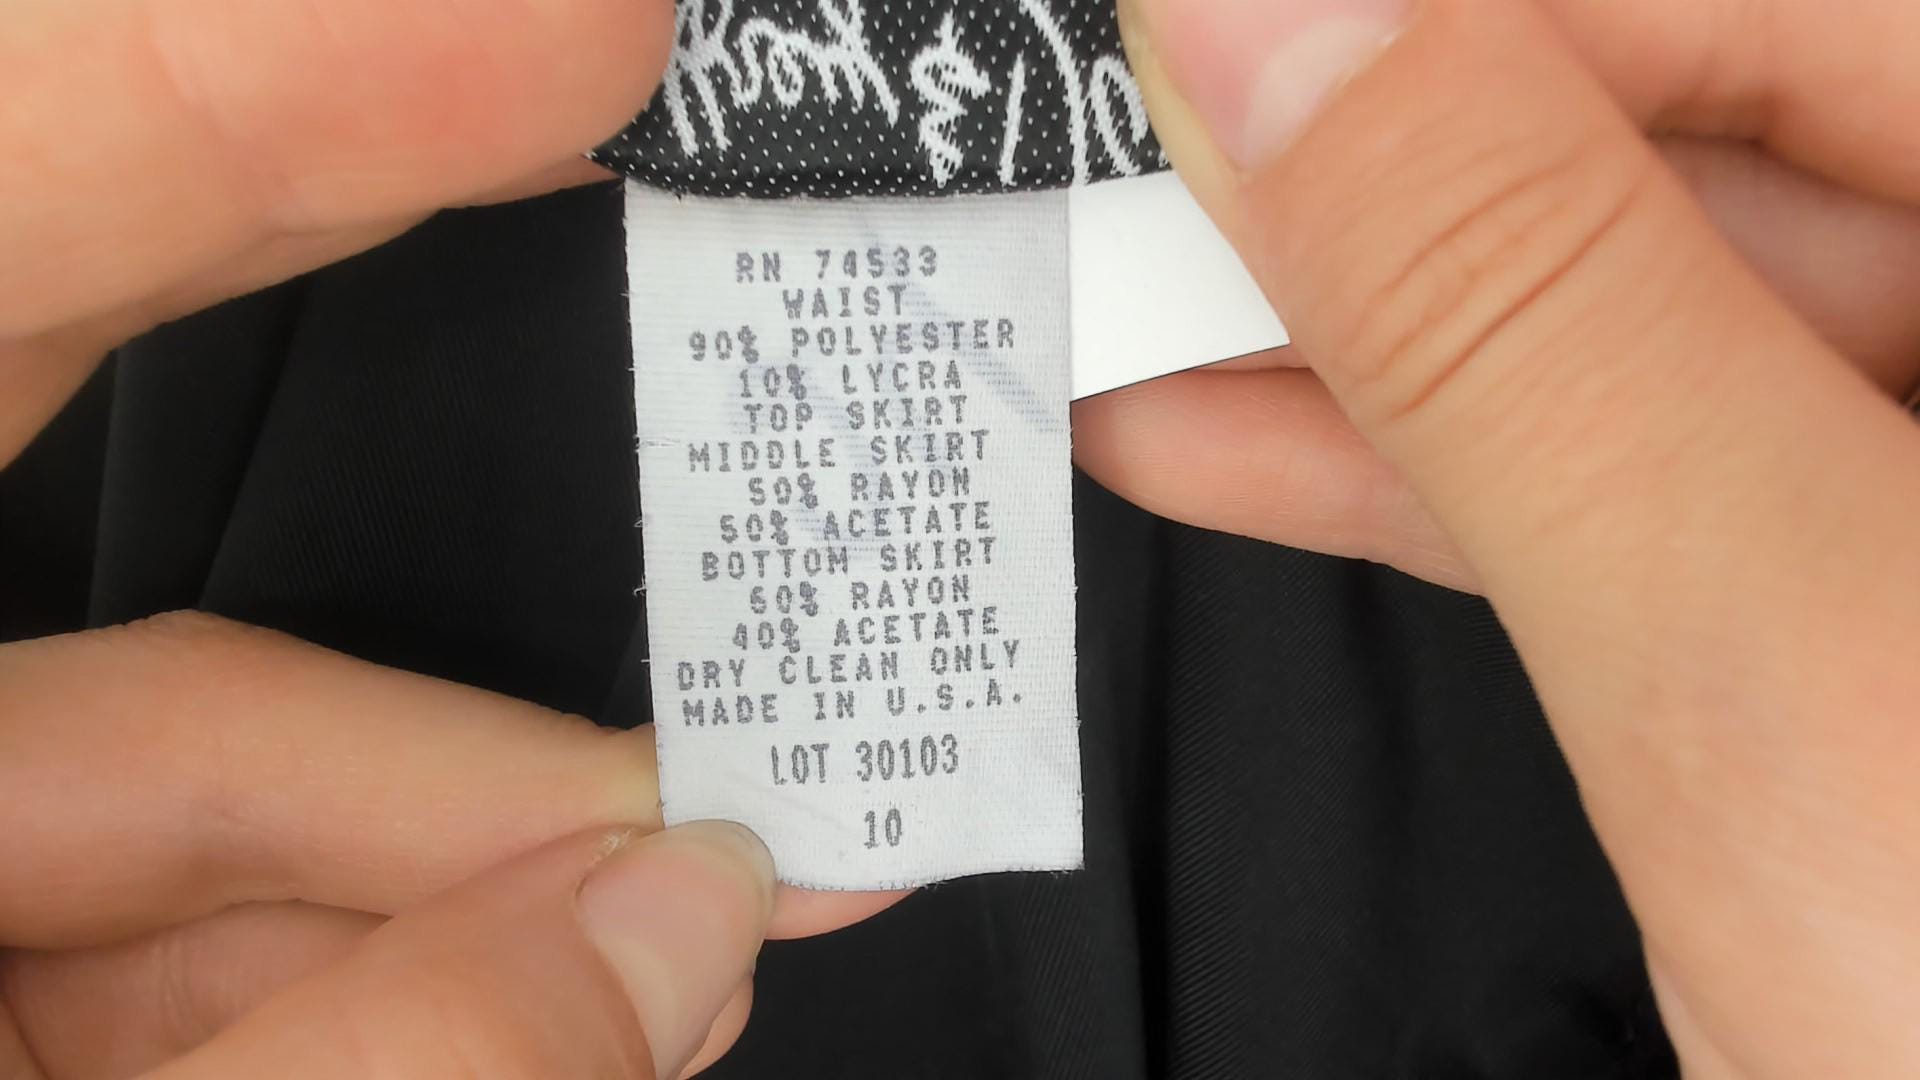 RN 74533
WAIST
90% POLYESTER
10% LYCRA
TOP SKIRT
MIDDLE SKIRT
50% RAYON
50% ACETATE
BOTTOM SKIRT
60% RAYON
40% ACETATE
DRY CLEAN ONLY
MADE IN U.S.A.
LOT 30103
10